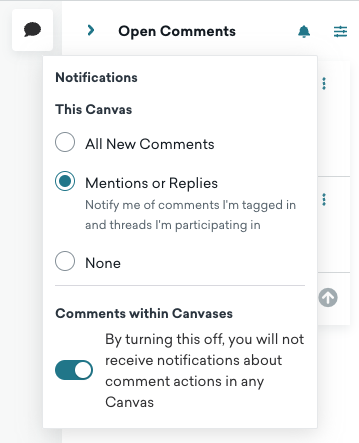 Open Comments
Notifications
This Canvas
All New Comments
Mentions or Replies
Notify me of comments I'm tagged in
and threads I'm participating in
None
Comments within Canvases
By turning this off, you will not
receive notifications about
comment actions in any
Canvas